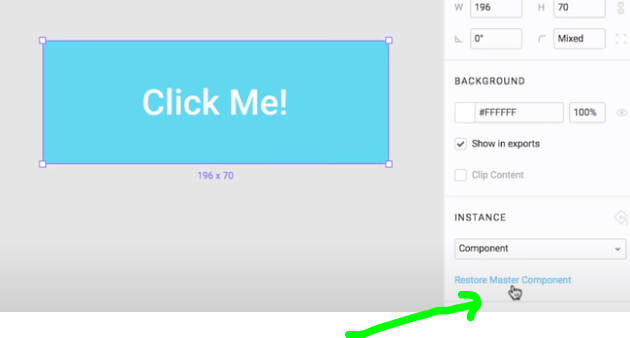 W 196 H 70
0° Mixed
Click Me!
196 x 70
BACKGROUND
#FFFFFF 100%
Show in exports
Clip Content
INSTANCE
Component
Restore Master Component